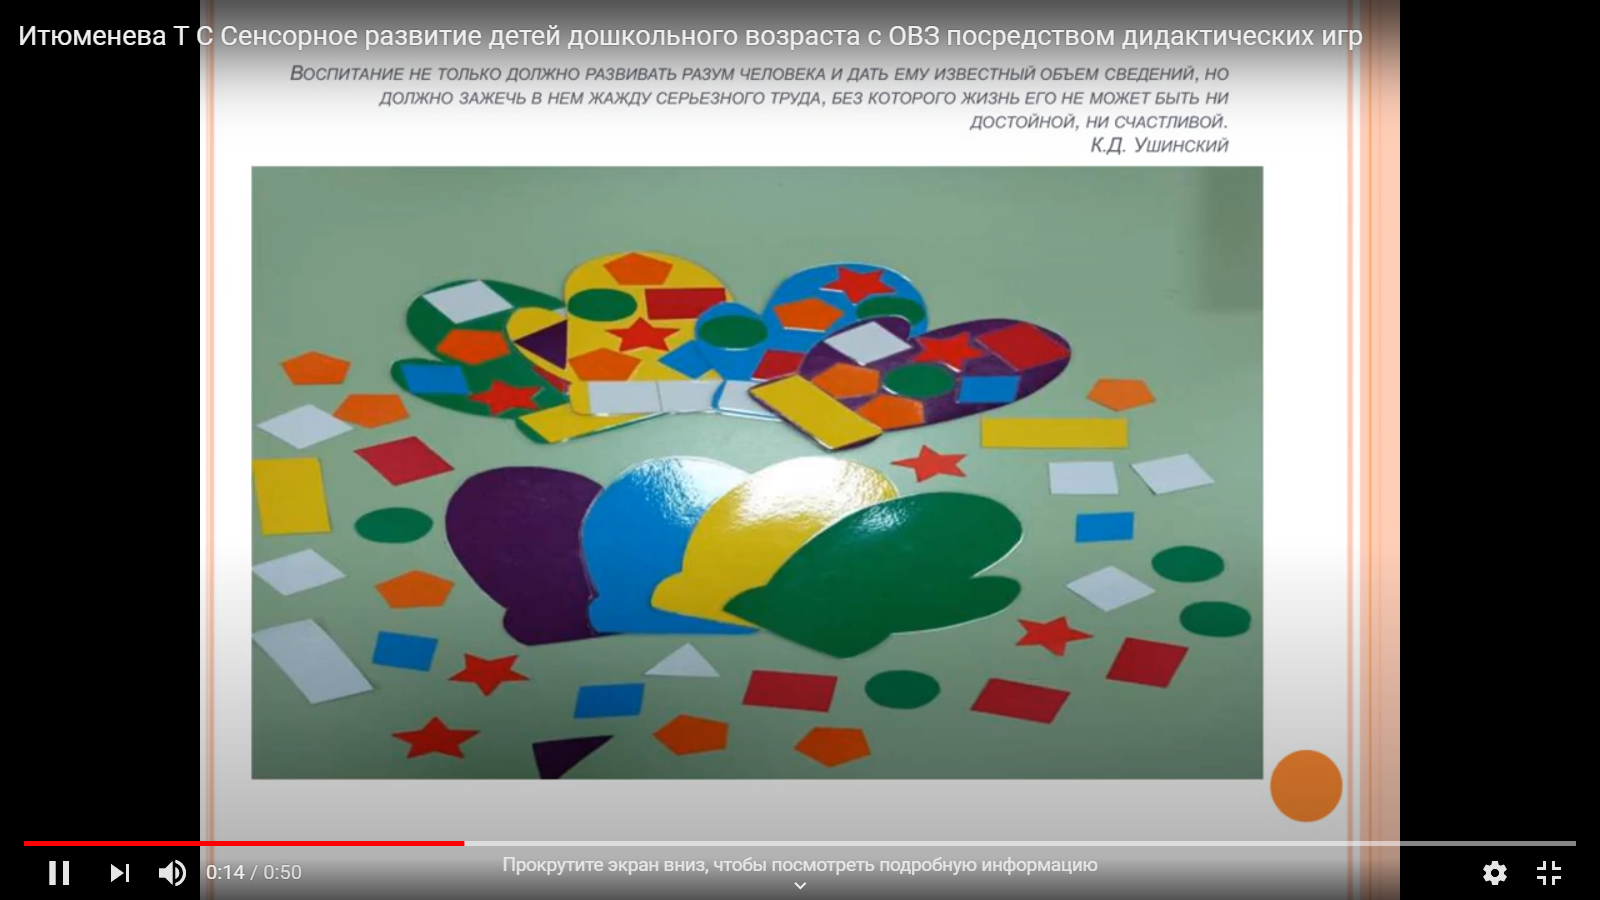 Итюменева Т С Сенсорное развитие детей дошкольного возраста с ОВЗ посредством дидактических игр
Воспитание не только должно развивать разум человека и дать ему известный объем сведений, но
должно зажечь в нем жажду серьезного труда, без которого жизнь его не может быть ни
достойной, ни счастливой.
К.Д. Ушинский
0:14 / 0:50
Прокрутите экран вниз, чтобы посмотреть подробную информацию